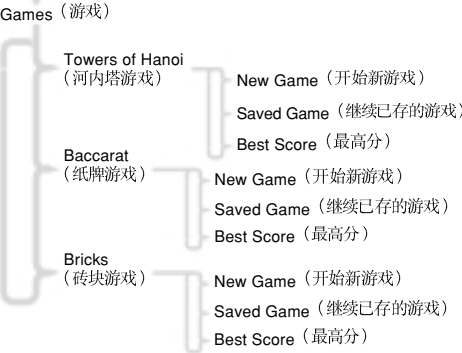 Games（游戏）
Towers of Hanoi
（河内塔游戏）
New Game（开始新游戏）
Saved Game（继续已存的游戏）
Best Score（最高分）
Baccarat
（纸牌游戏）
New Game（开始新游戏）
Saved Game（继续已存的游戏）
Best Score（最高分）
Bricks
（砖块游戏）
New Game（开始新游戏）
Saved Game（继续已存的游戏）
Best Score（最高分）